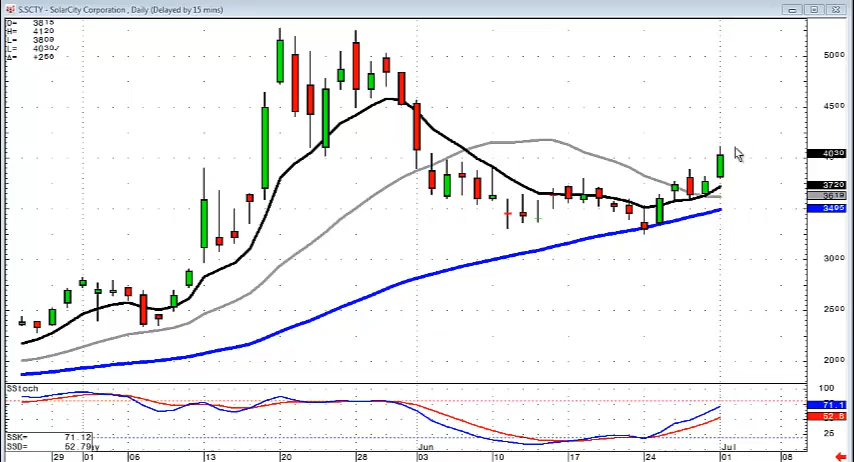 S.SCTY - SolarCity Corporation , Daily (Delayed by 15 mins)
O= 3815
H= 4120
L= 3809
L= 4030/
Δ= +256
5000
4500
4030
3720
3619
3495
3000
2500
2000
SStoch
100
71.1
52.8
25
SSK= 71.12
SSD= 52.79
Jun
Jul
29 01 06 13 20 28 03 10 17 24 01 08